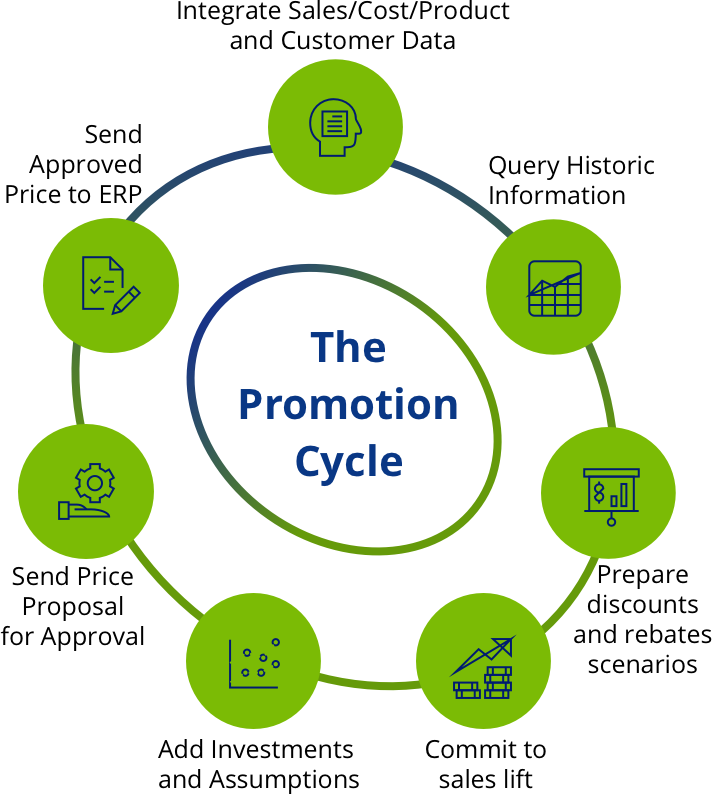 Integrate Sales/Cost/Product
and Customer Data
Query Historic
Information
Prepare
discounts
and rebates
scenarios
Commit to
sales lift
Add Investments
and Assumptions
Send Price
Proposal
for Approval
Send
Approved
Price to ERP
The
Promotion
Cycle